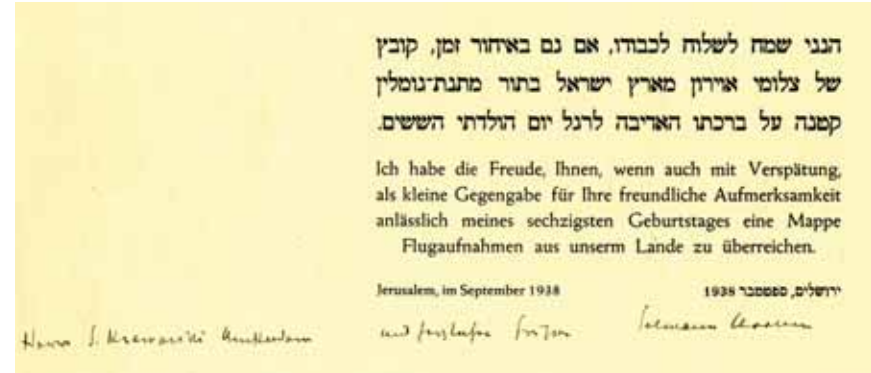 הנני שמח לשלוח לכבודו, אם גם באיחור זמן, קובץ
של צלומי אוירון מארץ ישראל בתור מתנת־גומלין
קטנה על ברכתו האדיבה לרגל יום הולדתי הששים.
Ich habe die Freude, Ihnen, wenn auch mit Verspätung,
als kleine Gegengabe für Ihre freundliche Aufmerksamkeit
anlässlich meines sechzigsten Geburtstages eine Mappe
Flugaufnahmen aus unserm Lande zu überreichen.
Jerusalem, im September 1938
ירושלים, ספטמבר 1938
Herrn S. Amsterdam